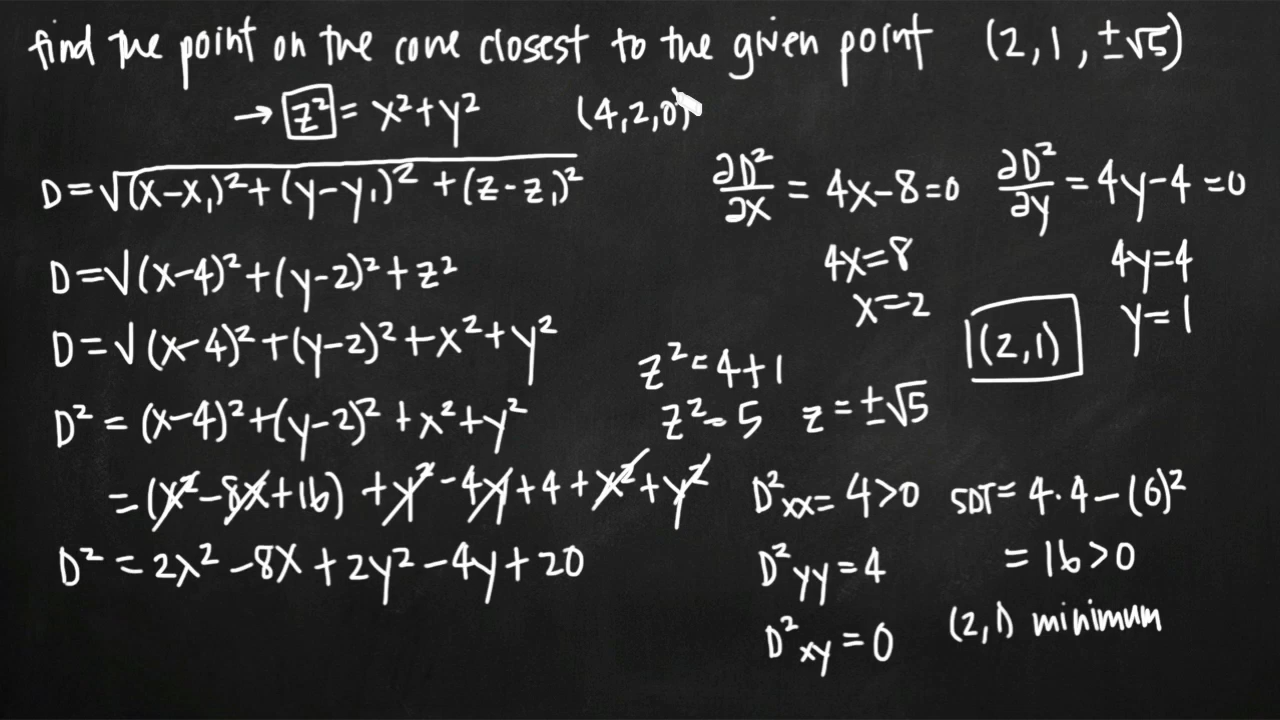 find the point on the cone closest to the given point (2,1,±√5)
→ z² = x²+y² (4,2,0)
D=√(x-x₁)²+(y-y₁)²+(z-z₁)²
D=√(x-4)²+(y-2)²+z²
D=√(x-4)²+(y-2)²+x²+y²
D²=(x-4)²+(y-2)²+x²+y²
=(x²-8x+16)+y²-4y+4+x²+y²
D²=2x²-8x+2y²-4y+20
∂D²/∂x=4x-8=0
4x=8
x=2
∂D²/∂y=4y-4=0
4y=4
y=1
(2,1)
z²=4+1
z²=5 z=±√5
D²xx=4>0
D²yy=4
D²xy=0
SDT=4·4-(6)²
=16>0
(2,1) minimum